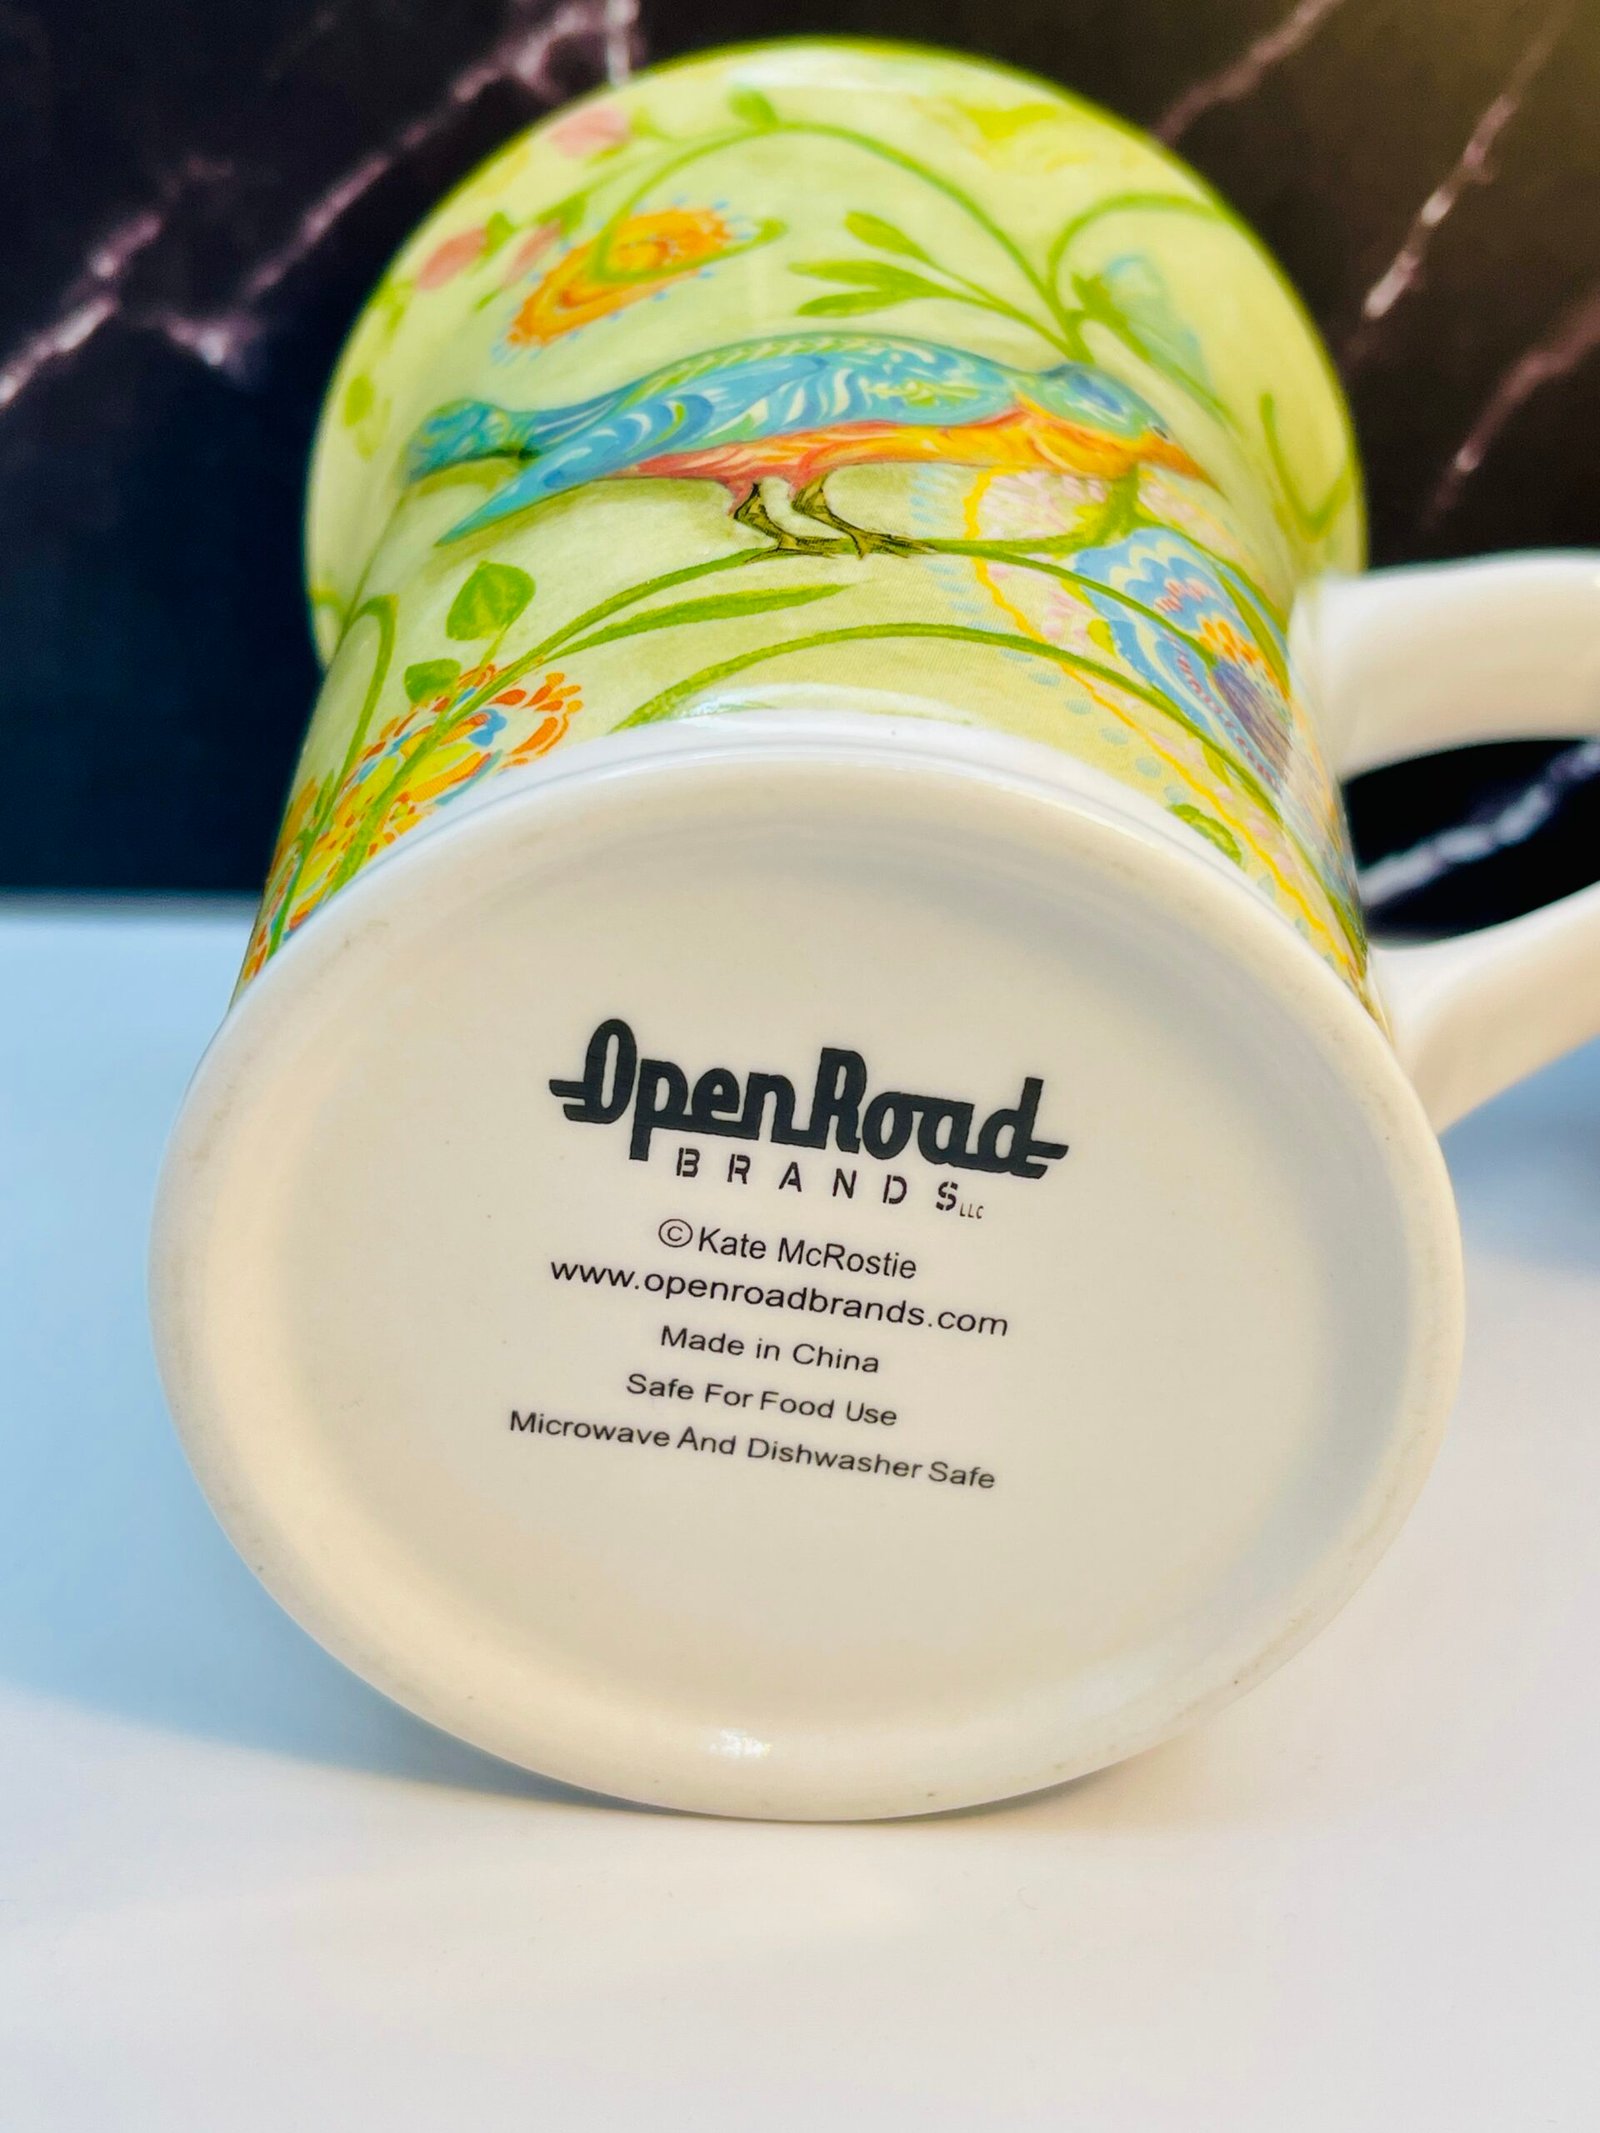 OpenRoad
BRANDS LLC
©Kate McRostie
www.openroadbrands.com
Made in China
Safe For Food Use
Microwave And Dishwasher Safe